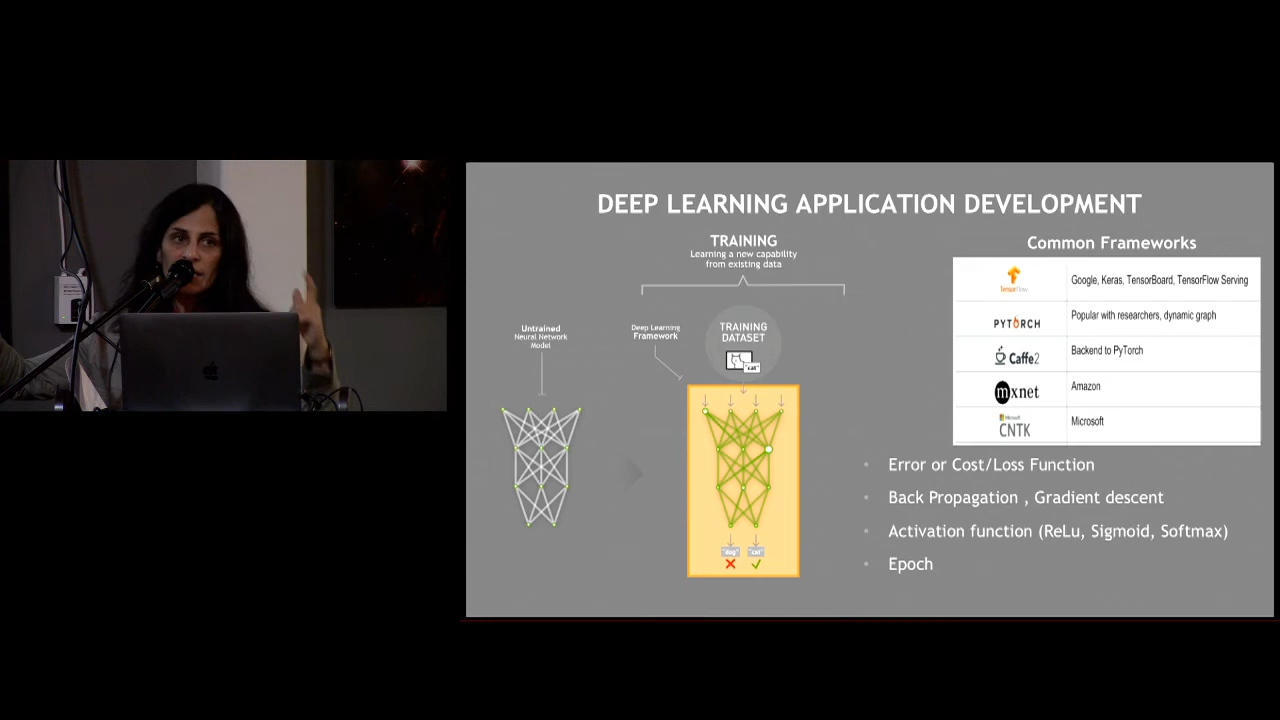 DEEP LEARNING APPLICATION DEVELOPMENT
TRAINING
Learning a new capability
from existing data
Untrained
Neural Network
Model
Deep Learning
Framework
TRAINING
DATASET
"cat"
"dog"
"cat"
Common Frameworks
TensorFlow
Google, Keras, TensorBoard, TensorFlow Serving
PYTORCH
Popular with researchers, dynamic graph
Caffe2
Backend to PyTorch
mxnet
Amazon
Microsoft
CNTK
Microsoft
Error or Cost/Loss Function
Back Propagation , Gradient descent
Activation function (ReLu, Sigmoid, Softmax)
Epoch